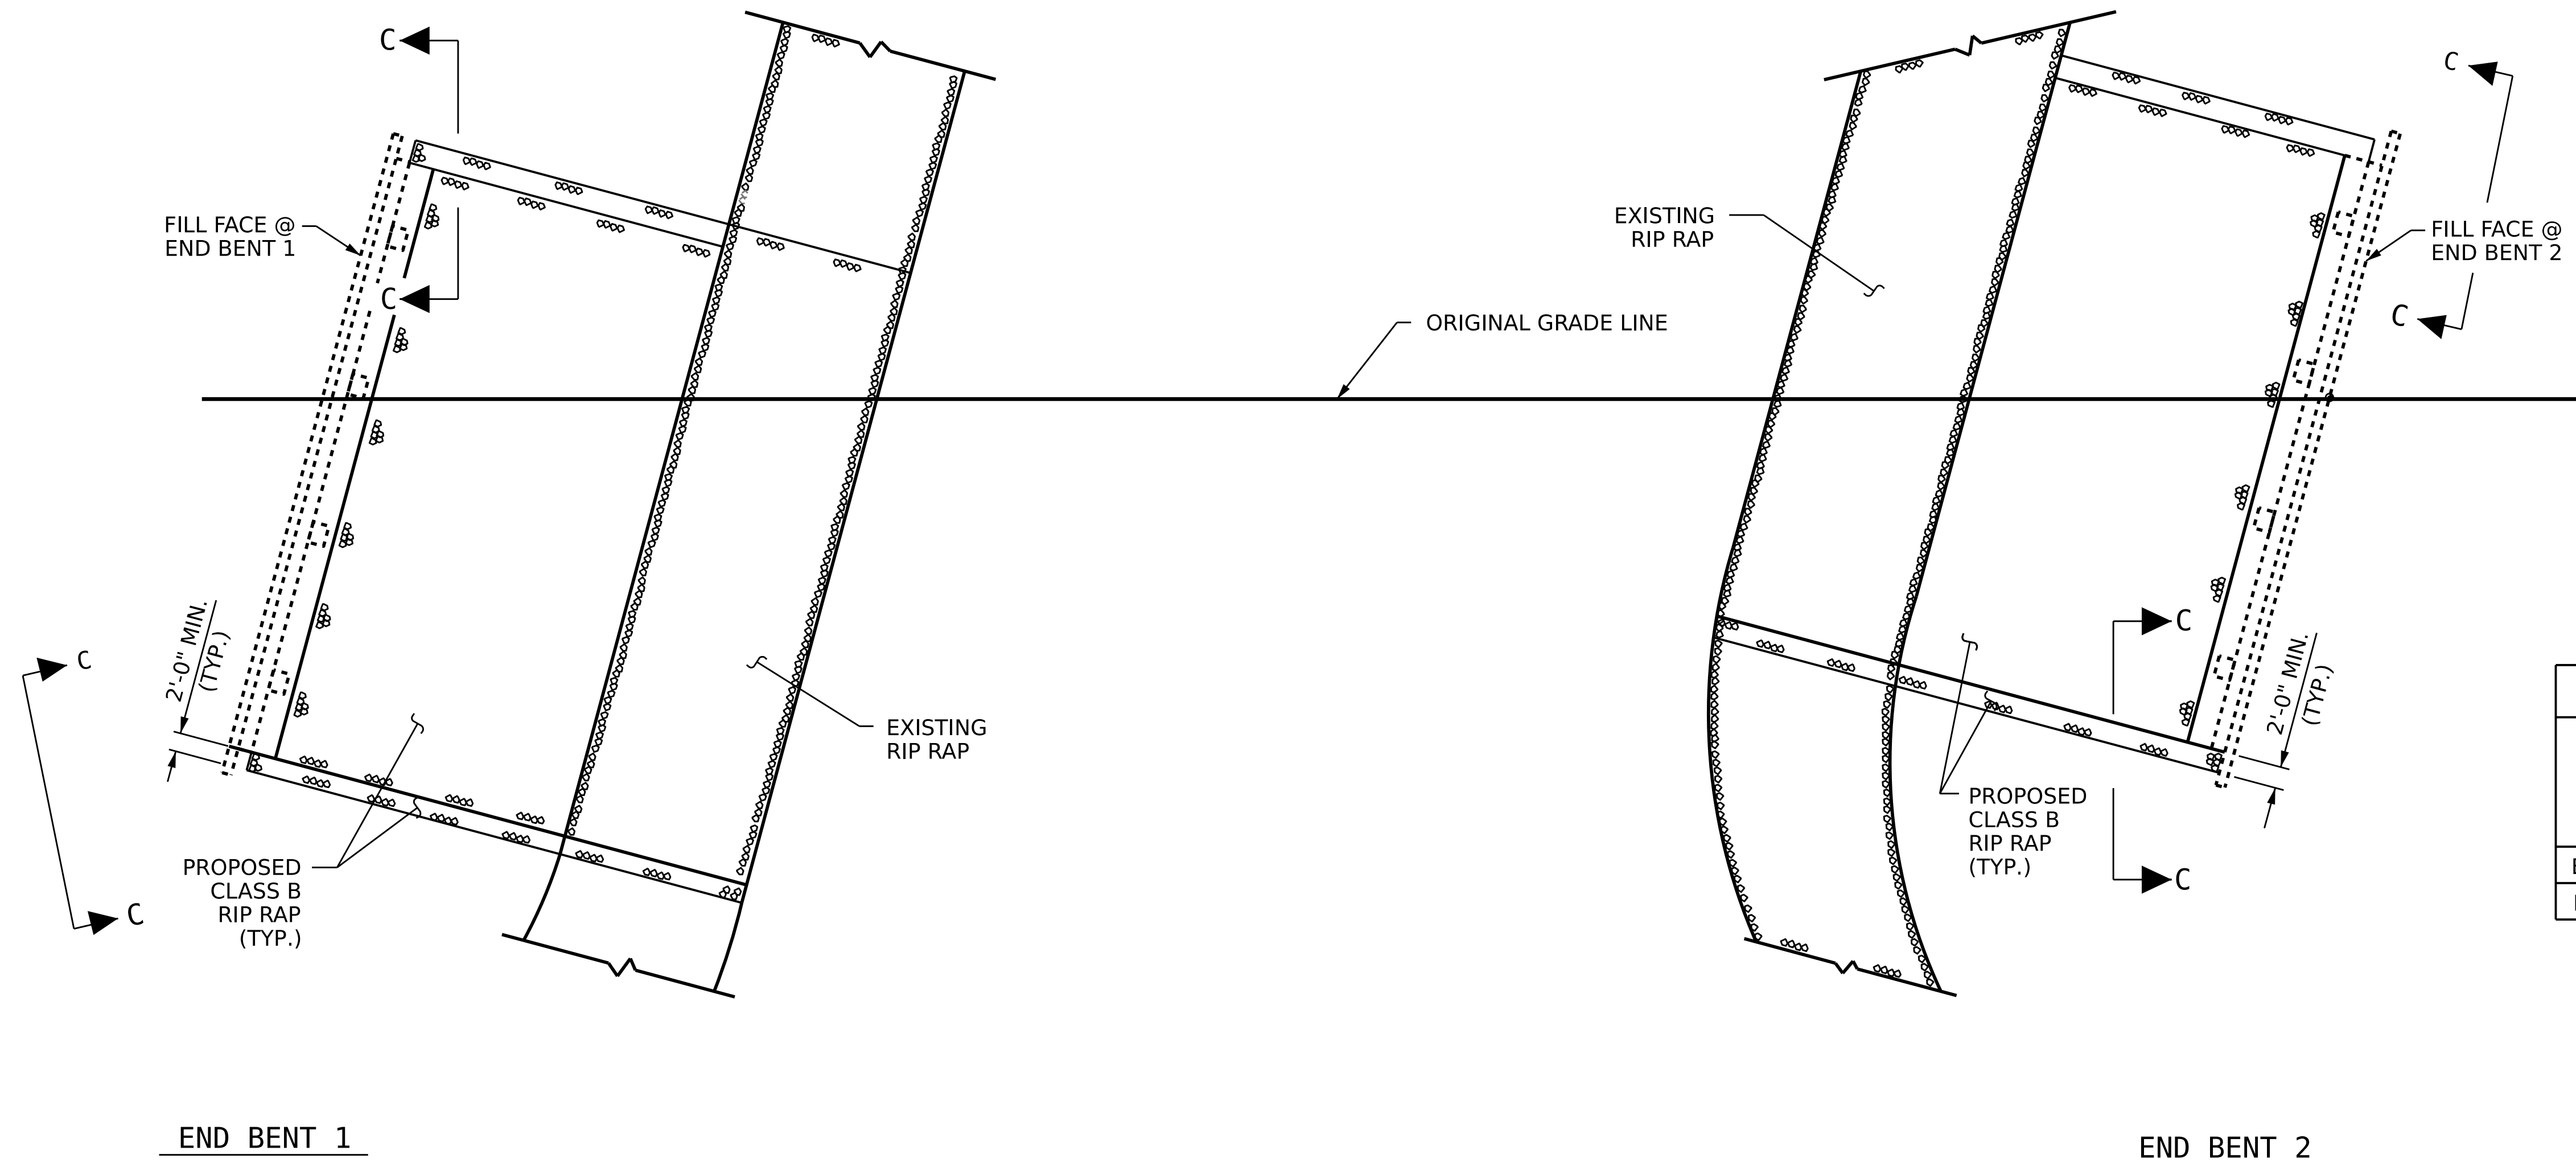 C
C
FILL FACE @
END BENT 1
2'-0" MIN.
(TYP.)
C
C
PROPOSED
CLASS B
RIP RAP
(TYP.)
EXISTING
RIP RAP
END BENT 1
ORIGINAL GRADE LINE
EXISTING
RIP RAP
C
FILL FACE @
END BENT 2
C
C
2'-0" MIN.
(TYP.)
PROPOSED
CLASS B
RIP RAP
(TYP.)
C
END BENT 2